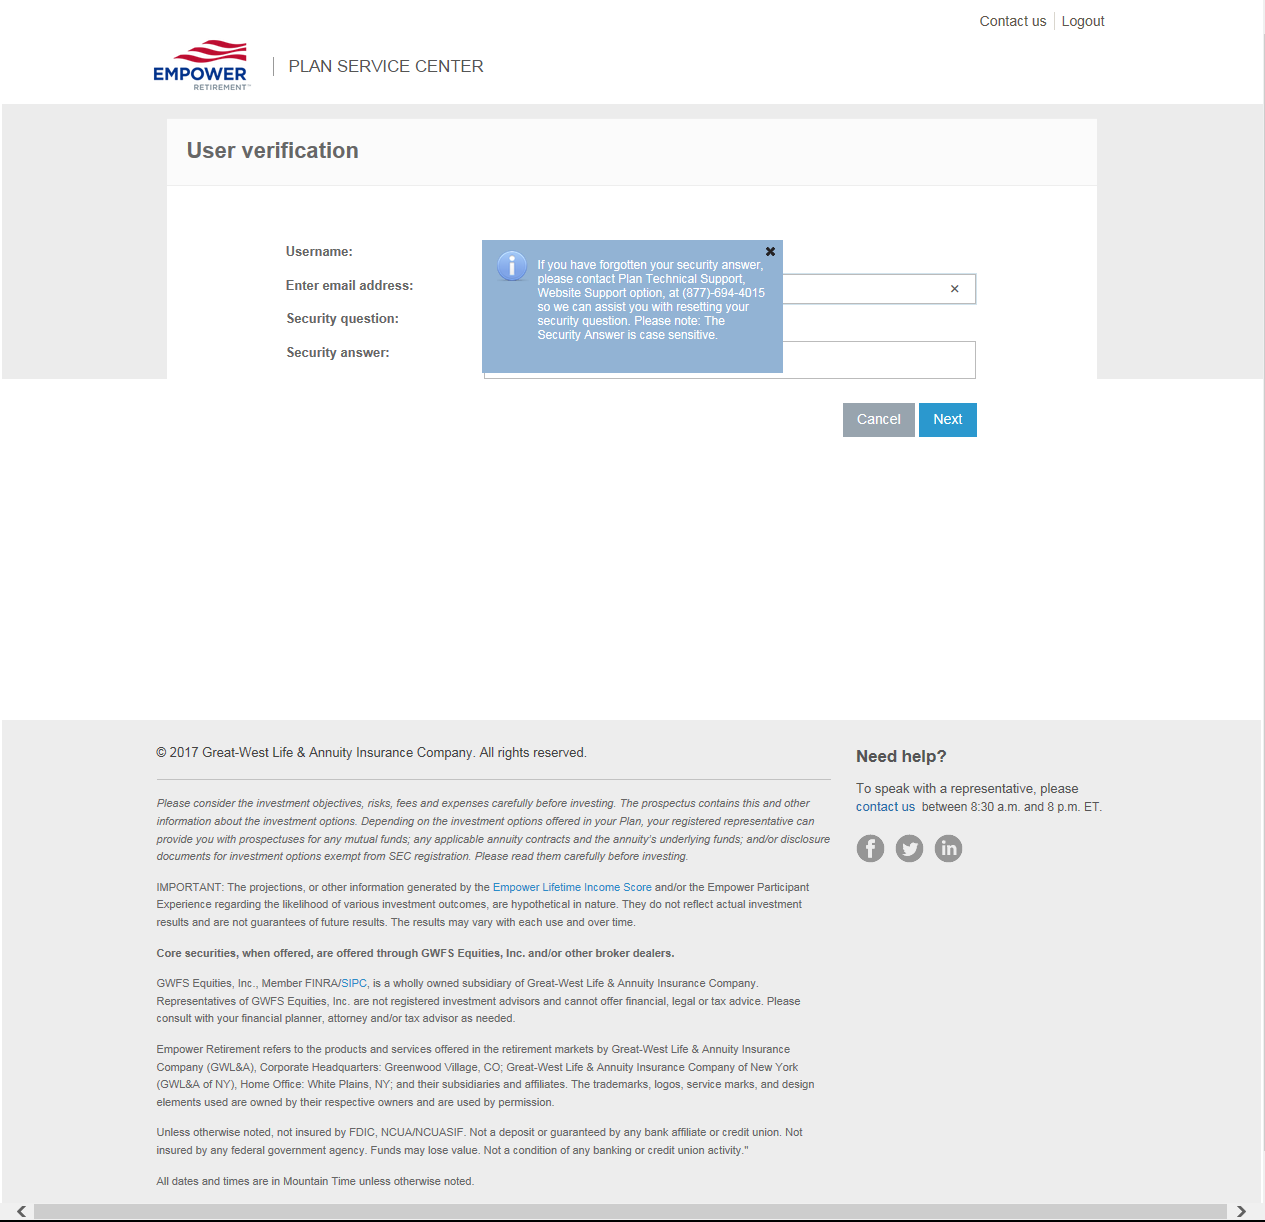 Contact us | Logout
EMPOWER
RETIREMENT™
PLAN SERVICE CENTER
User verification
Username:
Enter email address:
Security question:
Security answer:
If you have forgotten your security answer,
please contact Plan Technical Support,
Website Support option, at (877)-694-4015
so we can assist you with resetting your
security question. Please note: The
Security Answer is case sensitive.
Cancel
Next
© 2017 Great-West Life & Annuity Insurance Company. All rights reserved.
Please consider the investment objectives, risks, fees and expenses carefully before investing. The prospectus contains this and other
information about the investment options. Depending on the investment options offered in your Plan, your registered representative can
provide you with prospectuses for any mutual funds; any applicable annuity contracts and the annuity's underlying funds; and/or disclosure
documents for investment options exempt from SEC registration. Please read them carefully before investing.
IMPORTANT: The projections, or other information generated by the Empower Lifetime Income Score and/or the Empower Participant
Experience regarding the likelihood of various investment outcomes, are hypothetical in nature. They do not reflect actual investment
results and are not guarantees of future results. The results may vary with each use and over time.
Core securities, when offered, are offered through GWFS Equities, Inc. and/or other broker dealers.
GWFS Equities, Inc., Member FINRA/SIPC, is a wholly owned subsidiary of Great-West Life & Annuity Insurance Company.
Representatives of GWFS Equities, Inc. are not registered investment advisors and cannot offer financial, legal or tax advice. Please
consult with your financial planner, attorney and/or tax advisor as needed.
Empower Retirement refers to the products and services offered in the retirement markets by Great-West Life & Annuity Insurance
Company (GWL&A), Corporate Headquarters: Greenwood Village, CO; Great-West Life & Annuity Insurance Company of New York
(GWL&A of NY), Home Office: White Plains, NY; and their subsidiaries and affiliates. The trademarks, logos, service marks, and design
elements used are owned by their respective owners and are used by permission.
Unless otherwise noted, not insured by FDIC, NCUA/NCUASIF. Not a deposit or guaranteed by any bank affiliate or credit union. Not
insured by any federal government agency. Funds may lose value. Not a condition of any banking or credit union activity."
All dates and times are in Mountain Time unless otherwise noted.
Need help?
To speak with a representative, please
contact us between 8:30 a.m. and 8 p.m. ET.